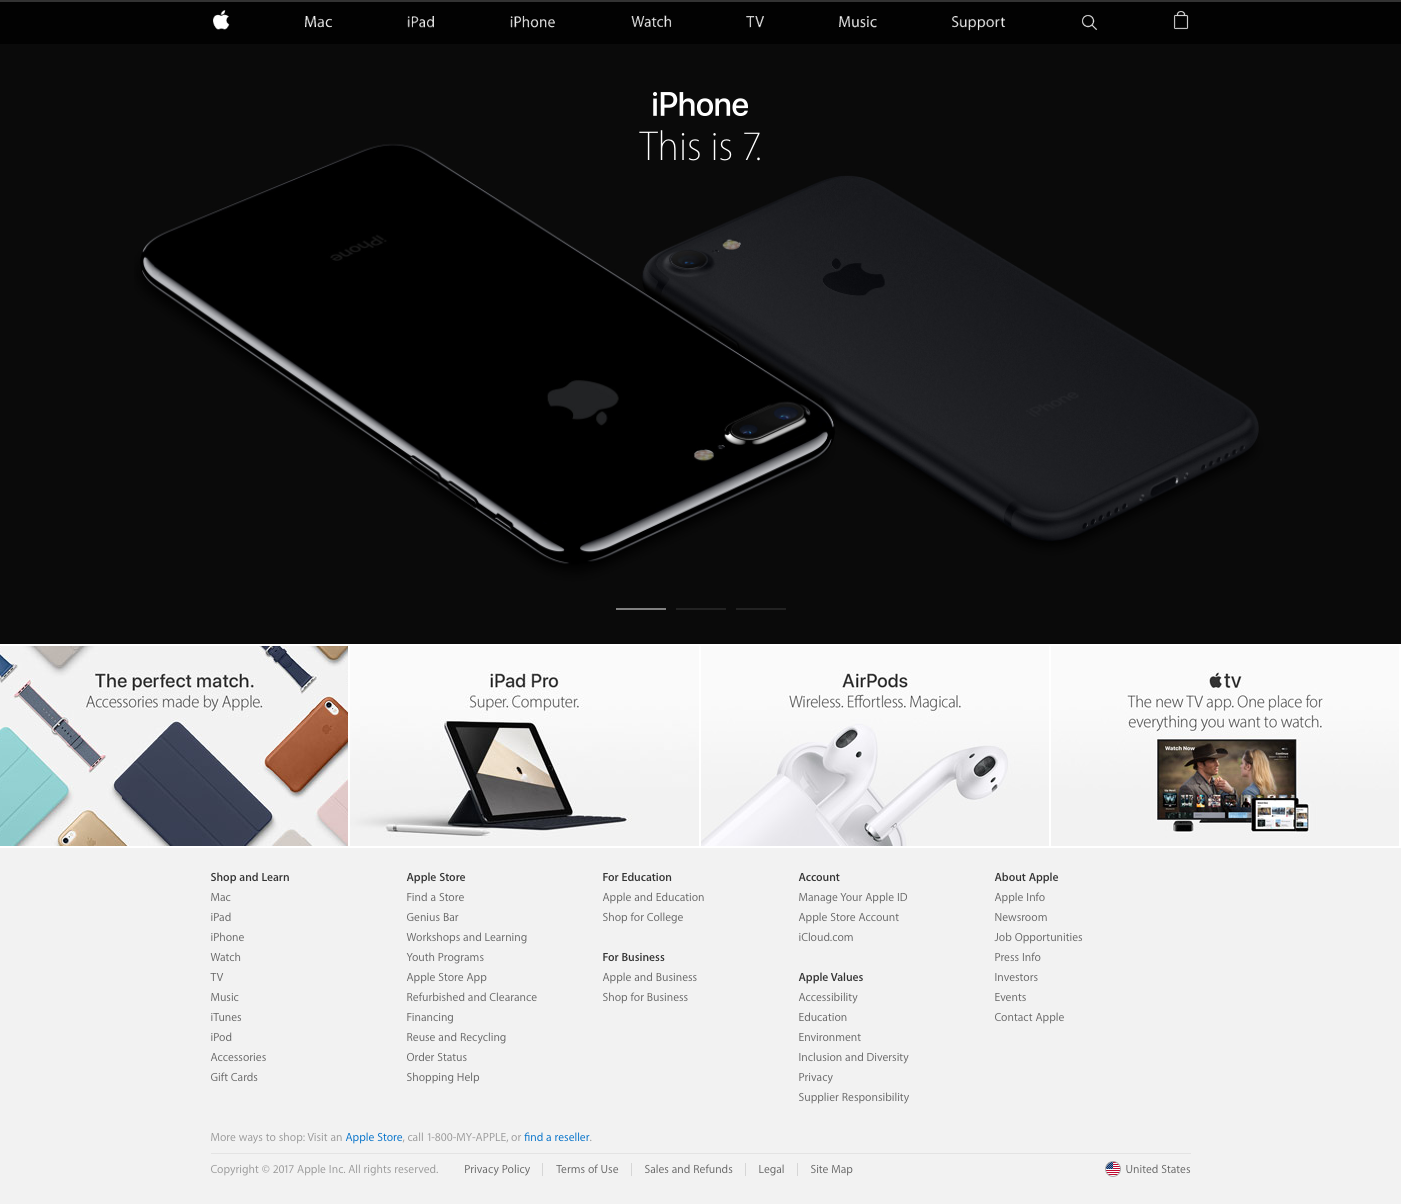 Mac iPad iPhone Watch TV Music Support
iPhone
This is 7.
iPhone
iPhone
The perfect match.
Accessories made by Apple.
iPad Pro
Super. Computer.
AirPods
Wireless. Effortless. Magical.
tv
The new TV app. One place for
everything you want to watch.
Watch Now
Shop and Learn
Mac
iPad
iPhone
Watch
TV
Music
iTunes
iPod
Accessories
Gift Cards
Apple Store
Find a Store
Genius Bar
Workshops and Learning
Youth Programs
Apple Store App
Refurbished and Clearance
Financing
Reuse and Recycling
Order Status
Shopping Help
For Education
Apple and Education
Shop for College
For Business
Apple and Business
Shop for Business
Account
Manage Your Apple ID
Apple Store Account
iCloud.com
Apple Values
Accessibility
Education
Environment
Inclusion and Diversity
Privacy
Supplier Responsibility
About Apple
Apple Info
Newsroom
Job Opportunities
Press Info
Investors
Events
Contact Apple
More ways to shop: Visit an Apple Store, call 1-800-MY-APPLE, or find a reseller.
Copyright © 2017 Apple Inc. All rights reserved. Privacy Policy Terms of Use Sales and Refunds Legal Site Map United States